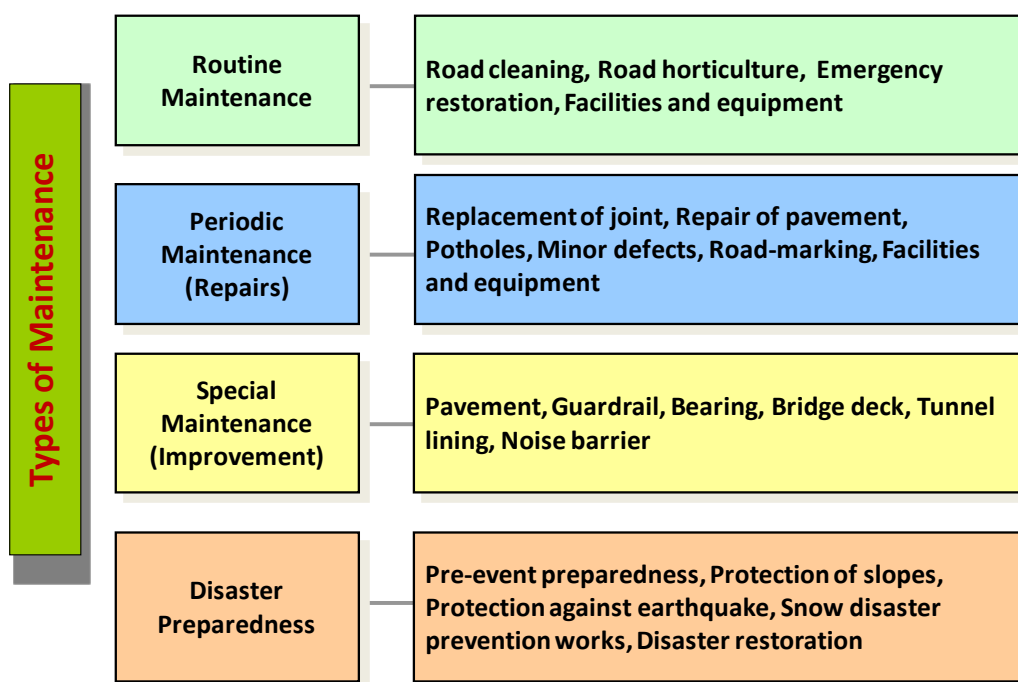 Types of Maintenance
Routine
Maintenance
Road cleaning, Road horticulture, Emergency
restoration, Facilities and equipment
Periodic
Maintenance
(Repairs)
Replacement of joint, Repair of pavement,
Potholes, Minor defects, Road-marking, Facilities
and equipment
Special
Maintenance
(Improvement)
Pavement, Guardrail, Bearing, Bridge deck, Tunnel
lining, Noise barrier
Disaster
Preparedness
Pre-event preparedness, Protection of slopes,
Protection against earthquake, Snow disaster
prevention works, Disaster restoration